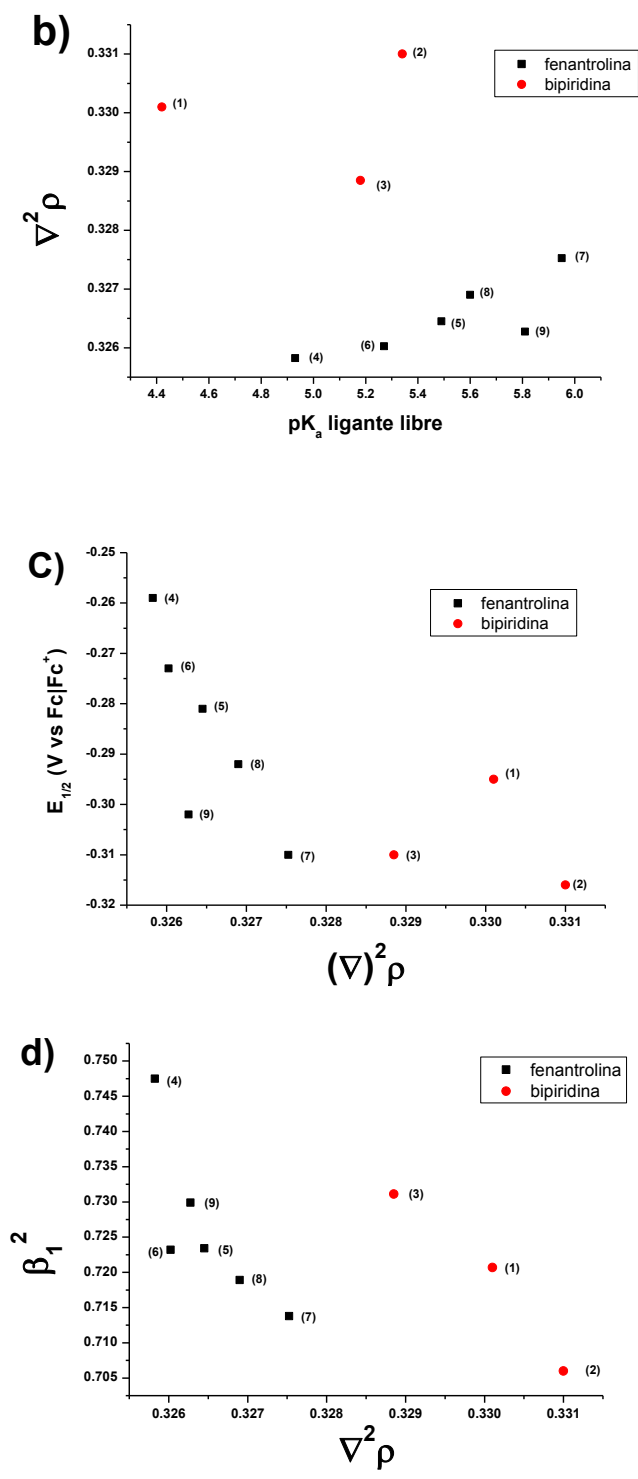 b)
fenantrolina
bipiridina
0.331
0.330
0.329
0.328
0.327
0.326
∇²ρ
(1)
(2)
(3)
(4)
(5)
(6)
(7)
(8)
(9)
4.4 4.6 4.8 5.0 5.2 5.4 5.6 5.8 6.0
pKₐ ligante libre
C)
fenantrolina
bipiridina
-0.25
-0.26
-0.27
-0.28
-0.29
-0.30
-0.31
-0.32
E₁/₂ (V vs Fc|Fc⁺)
(4)
(6)
(5)
(8)
(9)
(7)
(3)
(1)
(2)
0.326 0.327 0.328 0.329 0.330 0.331
(∇)²ρ
d)
fenantrolina
bipiridina
0.750
0.745
0.740
0.735
0.730
0.725
0.720
0.715
0.710
0.705
β₁²
(4)
(9)
(6)
(5)
(8)
(7)
(3)
(1)
(2)
0.326 0.327 0.328 0.329 0.330 0.331
∇²ρ